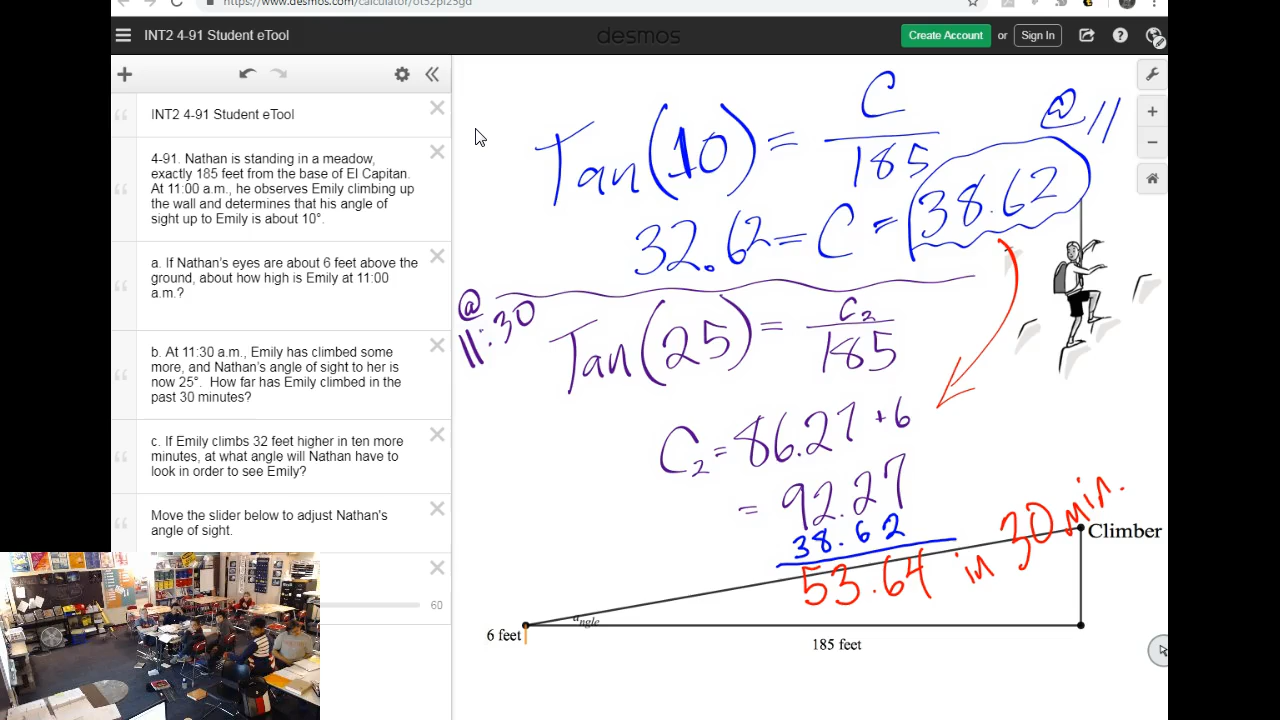 https://www.desmos.com/calculator/ot52pi25gd
INT2 4-91 Student eTool
desmos
Create Account or Sign In
INT2 4-91 Student eTool
4-91. Nathan is standing in a meadow,
exactly 185 feet from the base of El Capitan.
At 11:00 a.m., he observes Emily climbing up
the wall and determines that his angle of
sight up to Emily is about 10°.
a. If Nathan's eyes are about 6 feet above the
ground, about how high is Emily at 11:00
a.m.?
b. At 11:30 a.m., Emily has climbed some
more, and Nathan's angle of sight to her is
now 25°. How far has Emily climbed in the
past 30 minutes?
c. If Emily climbs 32 feet higher in ten more
minutes, at what angle will Nathan have to
look in order to see Emily?
Move the slider below to adjust Nathan's
angle of sight.
60
Tan(10) = C/185
@ 11
32.62 = C = 38.62
@ 11:30
Tan(25) = C₂/185
C₂ = 86.27 + 6
= 92.27
38.62
53.64 in 30 min.
Climber
angle
6 feet
185 feet